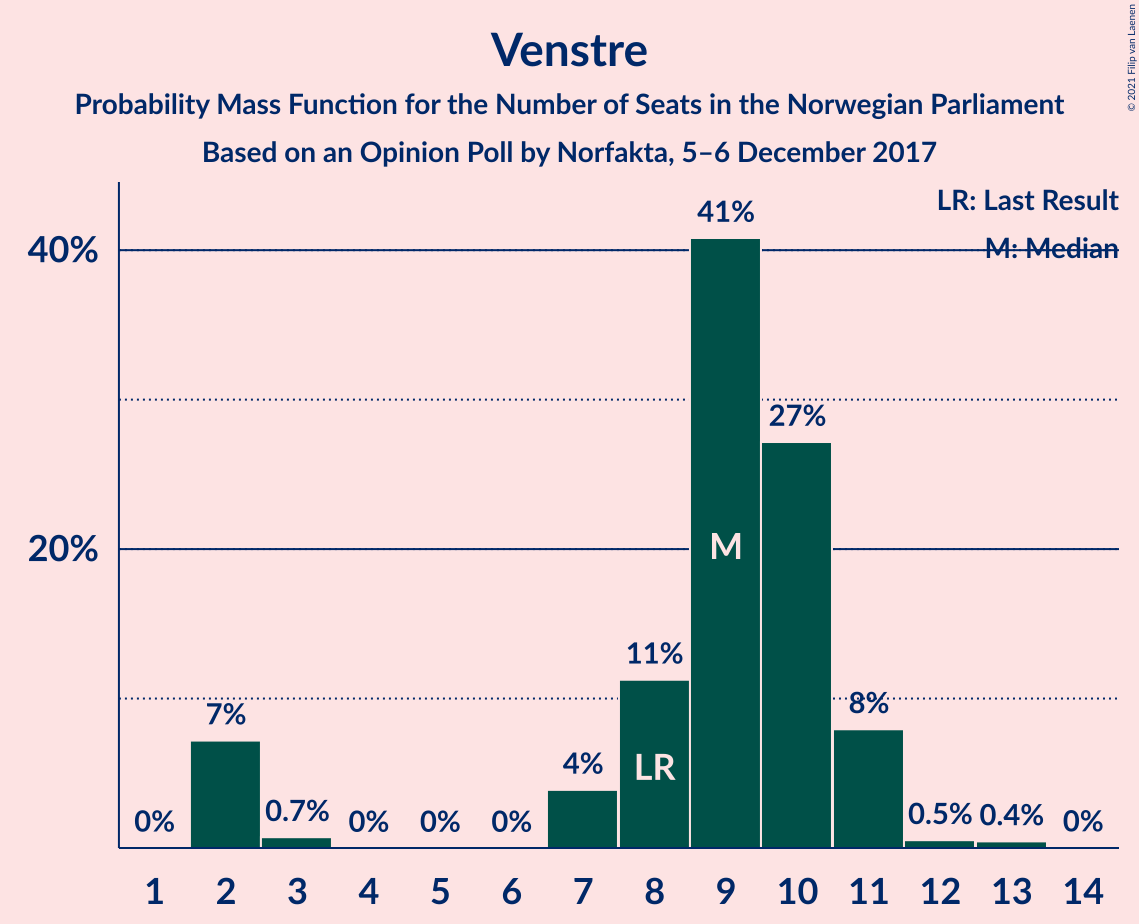 © 2021 Filip van Laenen
Venstre
Probability Mass Function for the Number of Seats in the Norwegian Parliament
Based on an Opinion Poll by Norfakta, 5–6 December 2017
LR: Last Result
M: Median
40%
20%
0%
7%
0.7%
0%
0%
0%
4%
11%
41%
27%
8%
0.5%
0.4%
0%
LR
M
1 2 3 4 5 6 7 8 9 10 11 12 13 14